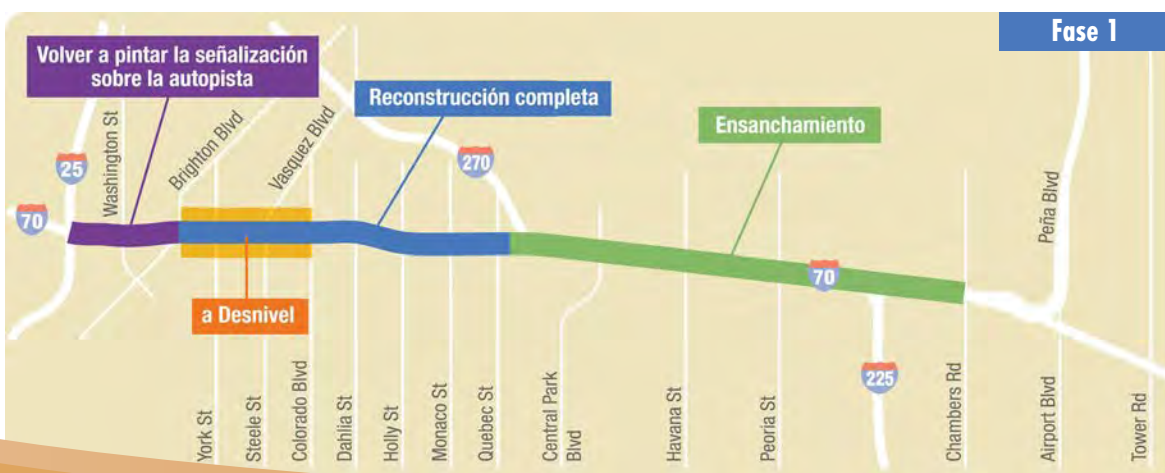 Fase 1
Volver a pintar la señalización
sobre la autopista
Reconstrucción completa
Ensanchamiento
Washington St
Brighton Blvd
Vasquez Blvd
25
270
70
70
Peña Blvd
a Desnivel
225
York St
Steele St
Colorado Blvd
Dahlia St
Holly St
Monaco St
Quebec St
Central Park
Blvd
Havana St
Peoria St
Chambers Rd
Airport Blvd
Tower Rd